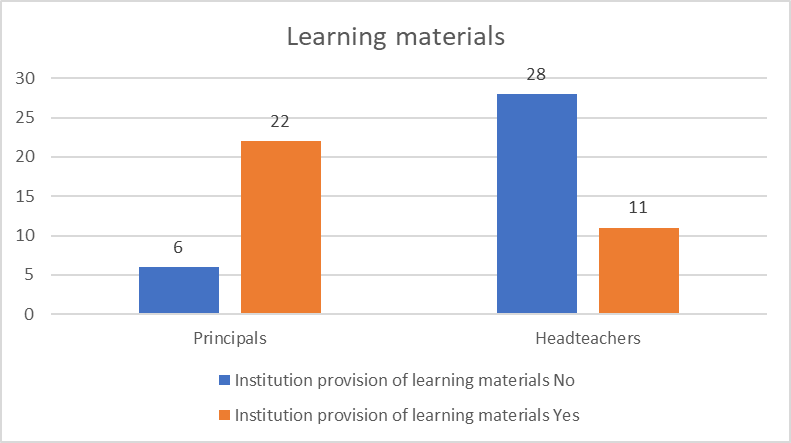 Learning materials
30
25
20
15
10
5
0
6
22
28
11
Principals
Headteachers
Institution provision of learning materials No
Institution provision of learning materials Yes